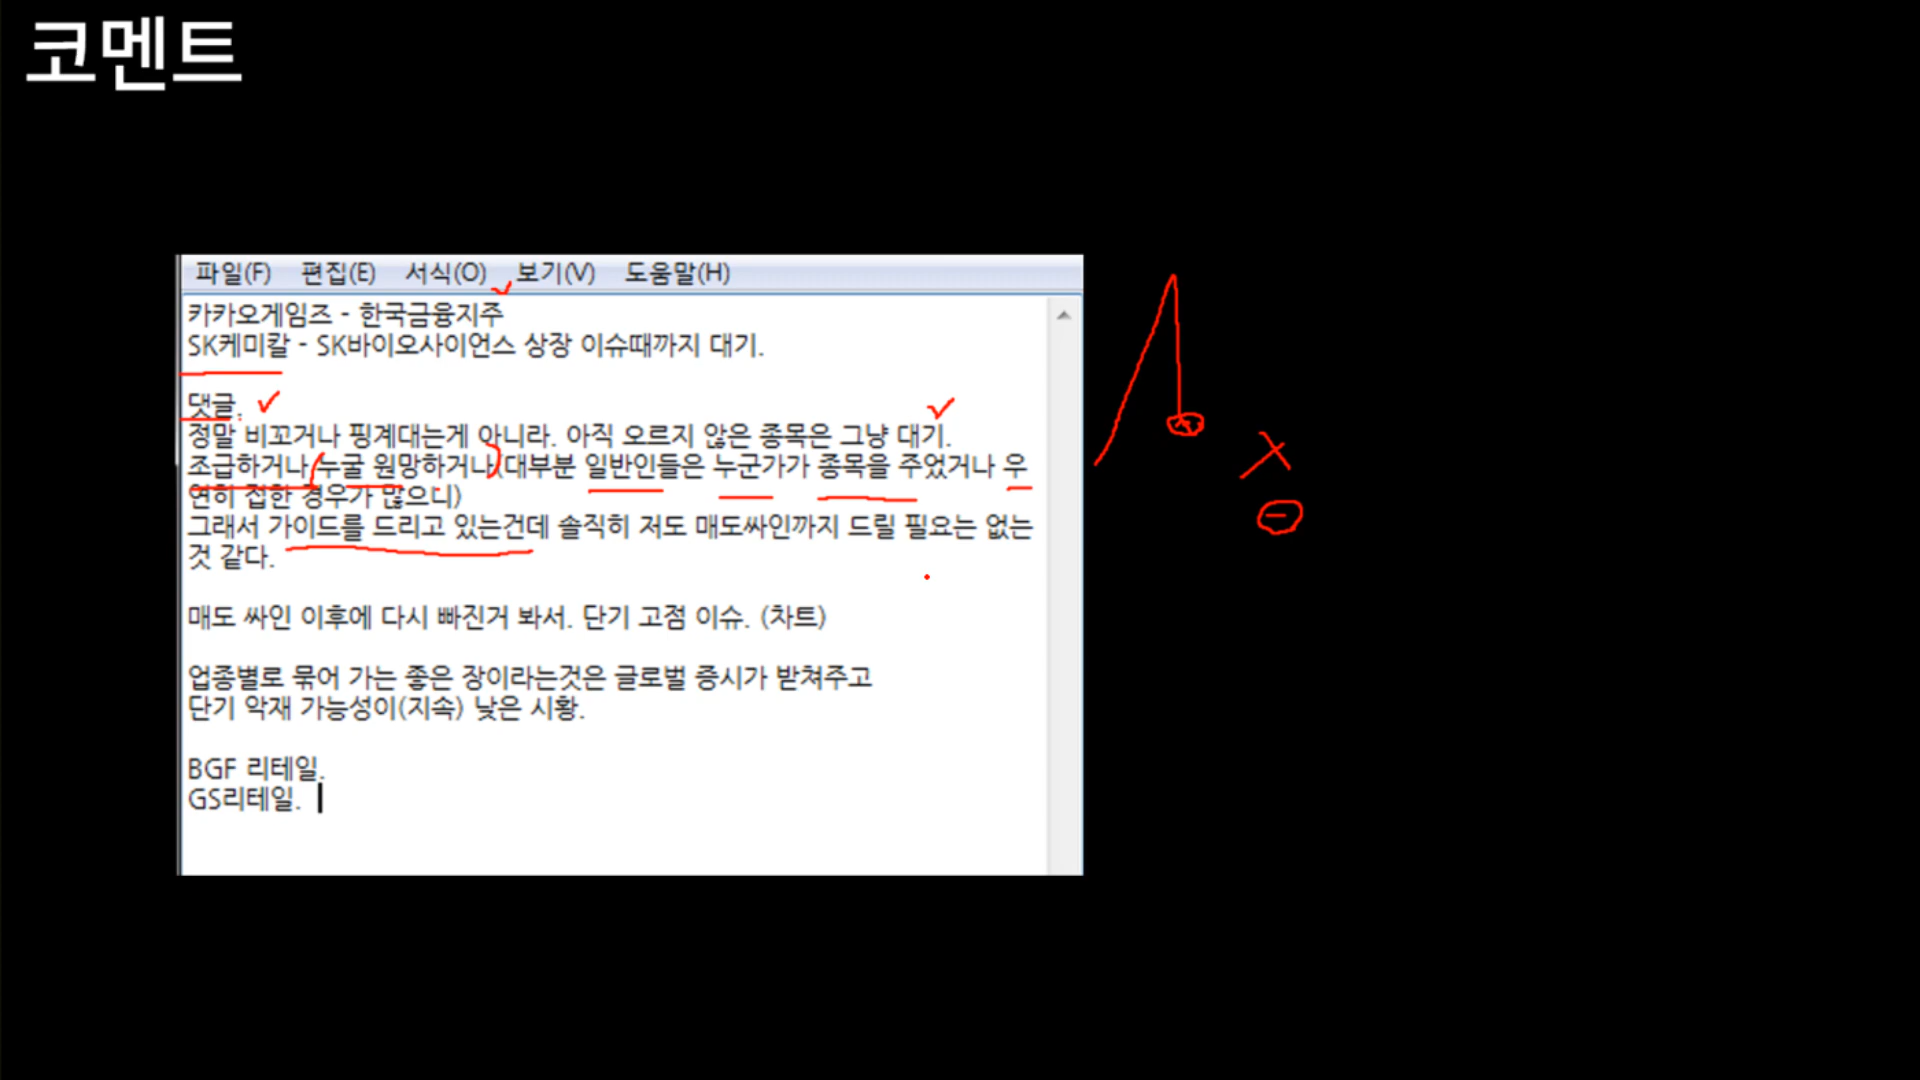 코멘트
파일(F) 편집(E) 서식(O) 보기(V) 도움말(H)
카카오게임즈 - 한국금융지주
SK케미칼 - SK바이오사이언스 상장 이슈때까지 대기.
댓글.
정말 비꼬거나 핑계대는게 아니라. 아직 오르지 않은 종목은 그냥 대기.
조급하거나 누굴 원망하거나(대부분 일반인들은 누군가가 종목을 주었거나 우
연히 접한 경우가 많으니)
그래서 가이드를 드리고 있는건데 솔직히 저도 매도싸인까지 드릴 필요는 없는
것 같다.
매도 싸인 이후에 다시 빠진거 봐서. 단기 고점 이슈. (차트)
업종별로 묶어 가는 좋은 장이라는것은 글로벌 증시가 받쳐주고
단기 악재 가능성이(지속) 낮은 시황.
BGF 리테일.
GS리테일.